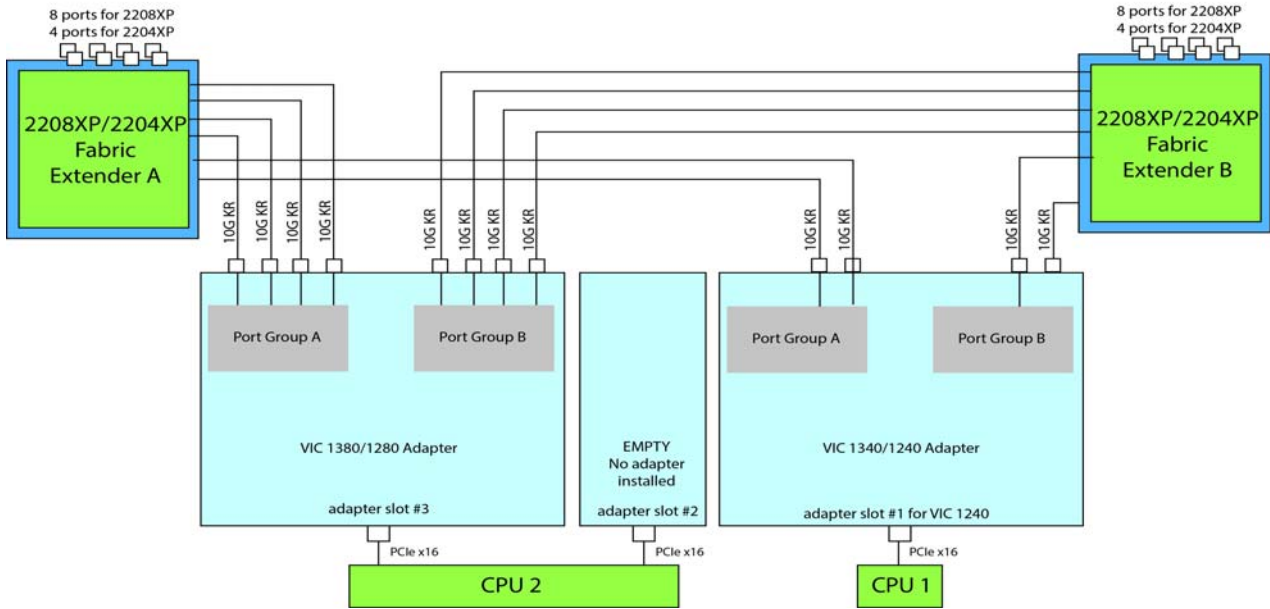 8 ports for 2208XP
4 ports for 2204XP
8 ports for 2208XP
4 ports for 2204XP
2208XP/2204XP
Fabric
Extender A
2208XP/2204XP
Fabric
Extender B
10G KR
10G KR
10G KR
10G KR
10G KR
10G KR
10G KR
10G KR
10G KR
10G KR
10G KR
10G KR
Port Group A
Port Group B
Port Group A
Port Group B
VIC 1380/1280 Adapter
adapter slot #3
EMPTY
No adapter
installed
adapter slot #2
VIC 1340/1240 Adapter
adapter slot #1 for VIC 1240
PCIe x16
PCIe x16
PCIe x16
CPU 2
CPU 1